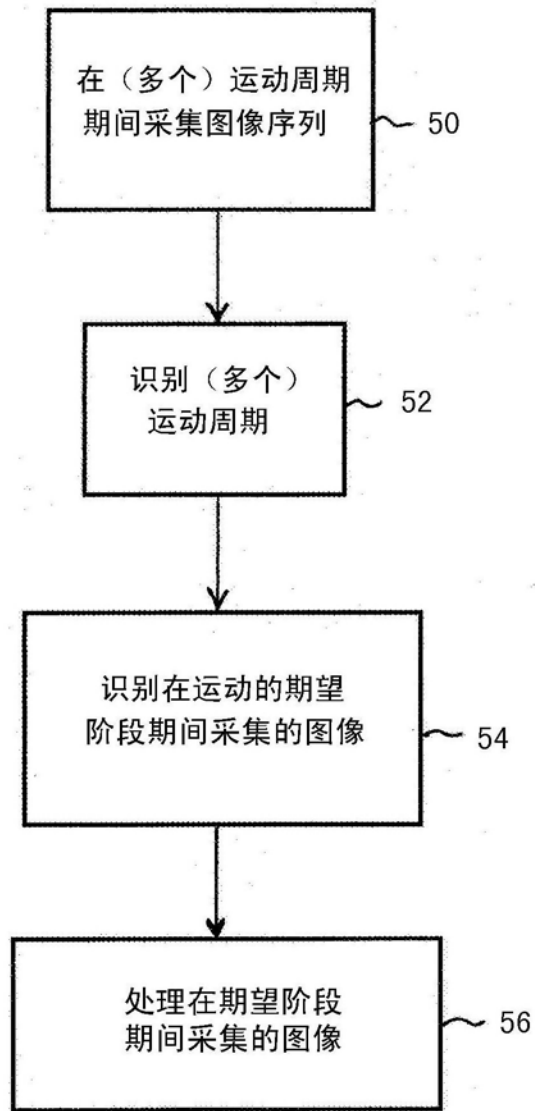 在（多个）运动周期
期间采集图像序列
50
识别（多个）
运动周期
52
识别在运动的期望
阶段期间采集的图像
54
处理在期望阶段
期间采集的图像
56